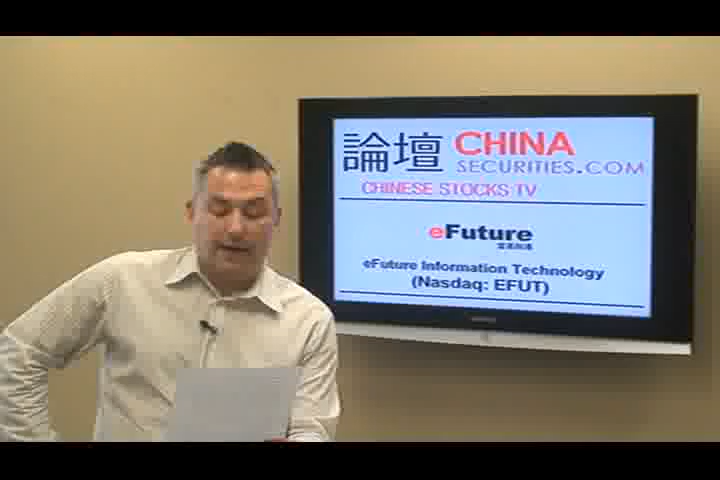 論壇 CHINA
SECURITIES.COM
CHINESE STOCKS TV
eFuture
eFuture Information Technology
(Nasdaq: EFUT)